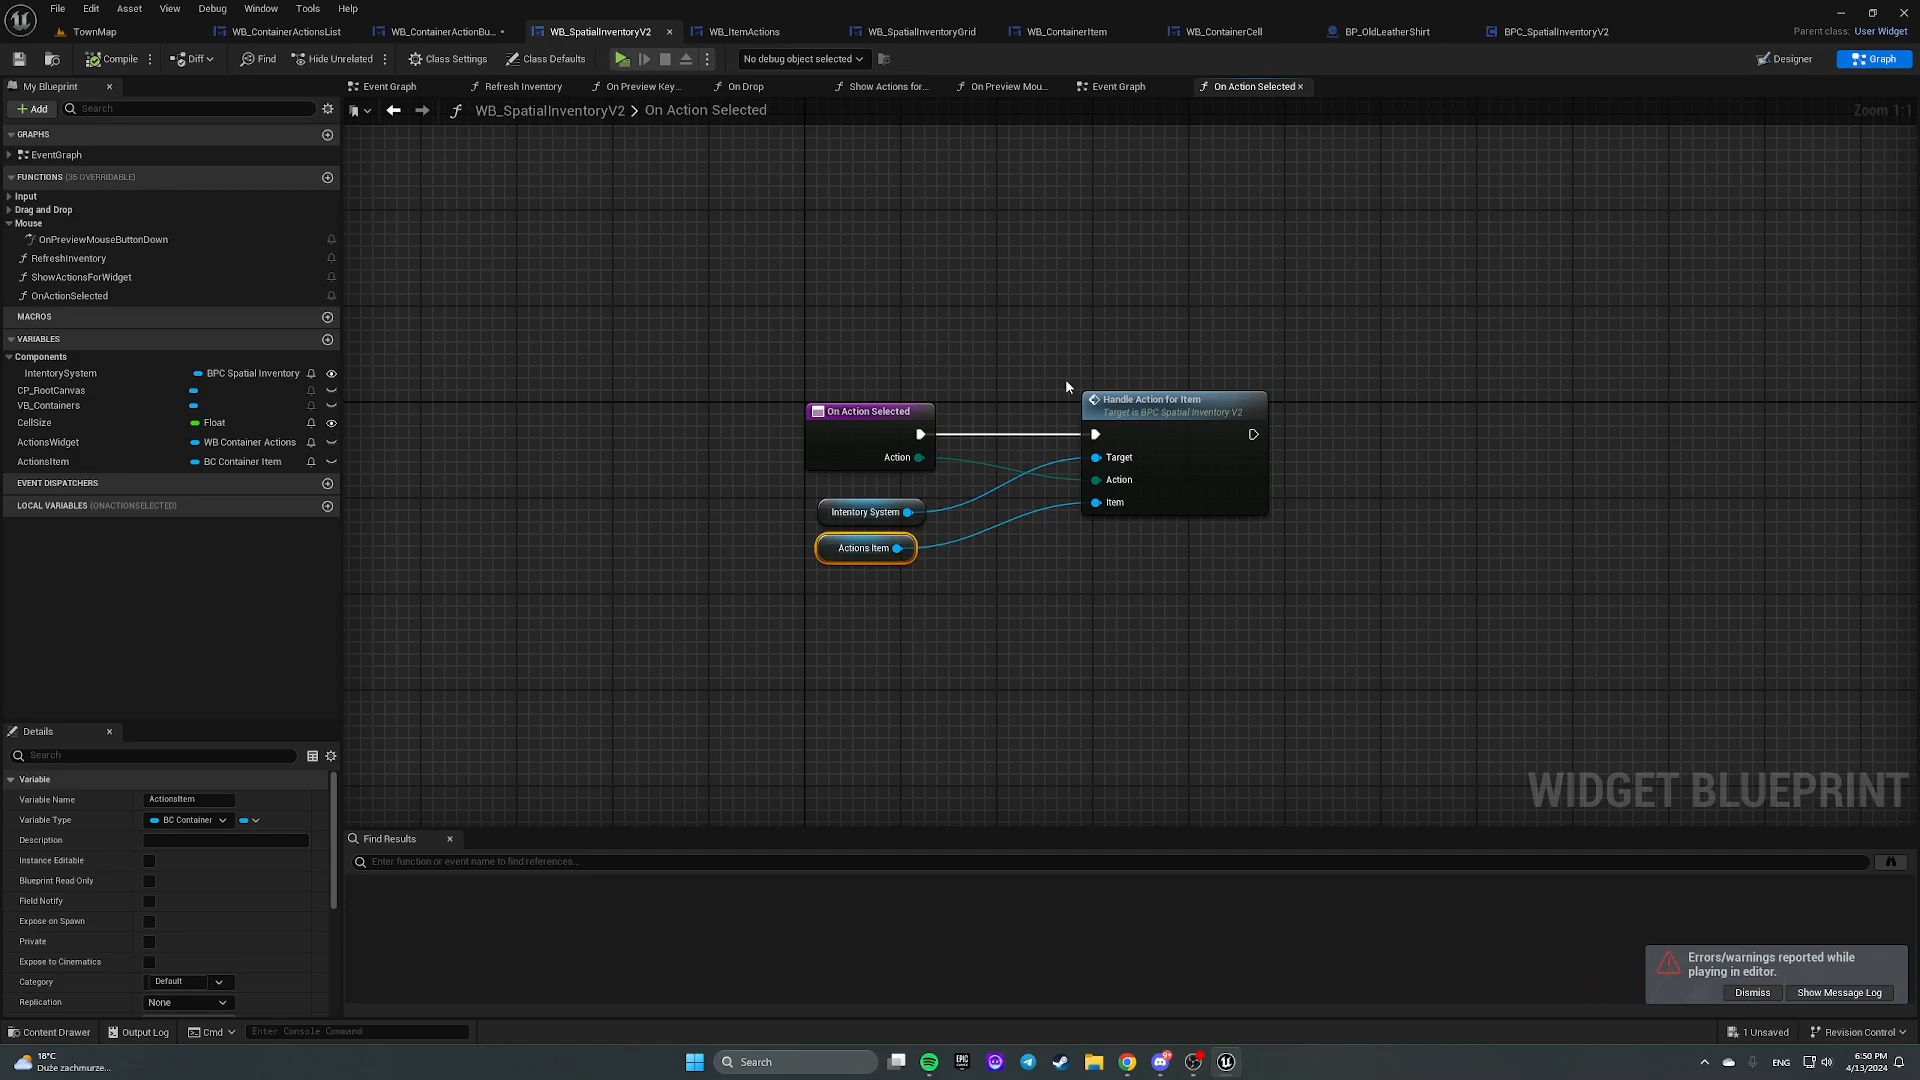 File Edit Asset View Debug Window Tools Help
TownMap WB_ContainerActionsList WB_ContainerActionBu... • WB_SpatialInventoryV2 WB_ItemActions WB_SpatialInventoryGrid WB_ContainerItem WB_ContainerCell BP_OldLeatherShirt BPC_SpatialInventoryV2 Parent class: User Widget
Compile Diff Find Hide Unrelated Class Settings Class Defaults No debug object selected Designer Graph
My Blueprint Event Graph Refresh Inventory On Preview Key... On Drop Show Actions for... On Preview Mou... Event Graph On Action Selected
Add Search WB_SpatialInventoryV2 > On Action Selected Zoom 1:1
GRAPHS
EventGraph
FUNCTIONS (35 OVERRIDABLE)
Input
Drag and Drop
Mouse
OnPreviewMouseButtonDown
RefreshInventory
ShowActionsForWidget
OnActionSelected
MACROS
VARIABLES
Components
IntentorySystem BPC Spatial Inventory
CP_RootCanvas
VB_Containers
CellSize Float
ActionsWidget WB Container Actions
ActionsItem BC Container Item
EVENT DISPATCHERS
LOCAL VARIABLES (ONACTIONSELECTED)
On Action Selected
Action
Intentory System
Actions Item
Handle Action for Item
Target is BPC Spatial Inventory V2
Target
Action
Item
WIDGET BLUEPRINT
Details
Search
Variable
Variable Name ActionsItem
Variable Type BC Container
Description
Instance Editable
Blueprint Read Only
Field Notify
Expose on Spawn
Private
Expose to Cinematics
Category Default
Replication None
Find Results
Enter function or event name to find references...
Errors/warnings reported while
playing in editor.
Dismiss Show Message Log
Content Drawer Output Log Cmd Enter Console Command 1 Unsaved Revision Control
18°C
Duże zachmurze...
Search
EPIC GAMES
9+
ENG
6:50 PM
4/13/2024